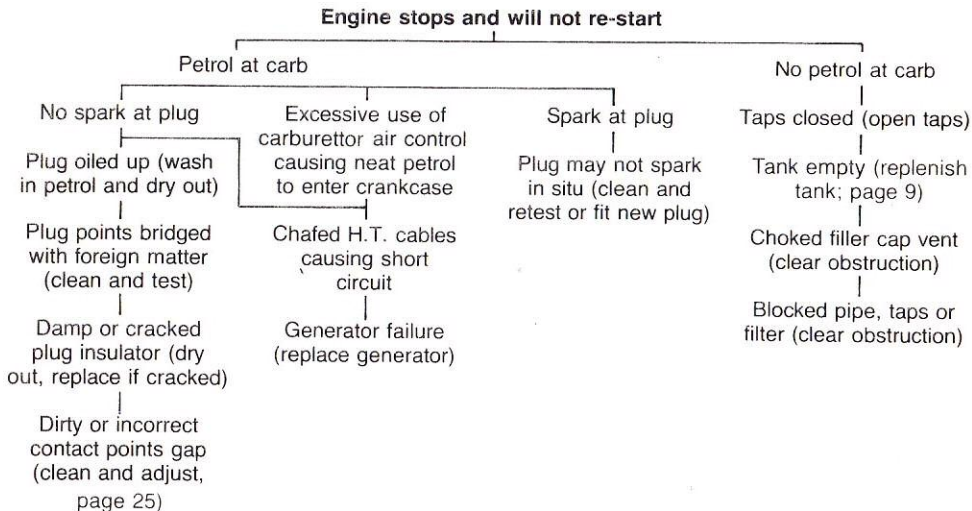 Engine stops and will not re-start
Petrol at carb
No petrol at carb
No spark at plug
Plug oiled up (wash
in petrol and dry out)
Plug points bridged
with foreign matter
(clean and test)
Damp or cracked
plug insulator (dry
out, replace if cracked)
Dirty or incorrect
contact points gap
(clean and adjust,
page 25)
Excessive use of
carburettor air control
causing neat petrol
to enter crankcase
Chafed H.T. cables
causing short
circuit
Generator failure
(replace generator)
Spark at plug
Plug may not spark
in situ (clean and
retest or fit new plug)
Taps closed (open taps)
Tank empty (replenish
tank; page 9)
Choked filler cap vent
(clear obstruction)
Blocked pipe, taps or
filter (clear obstruction)